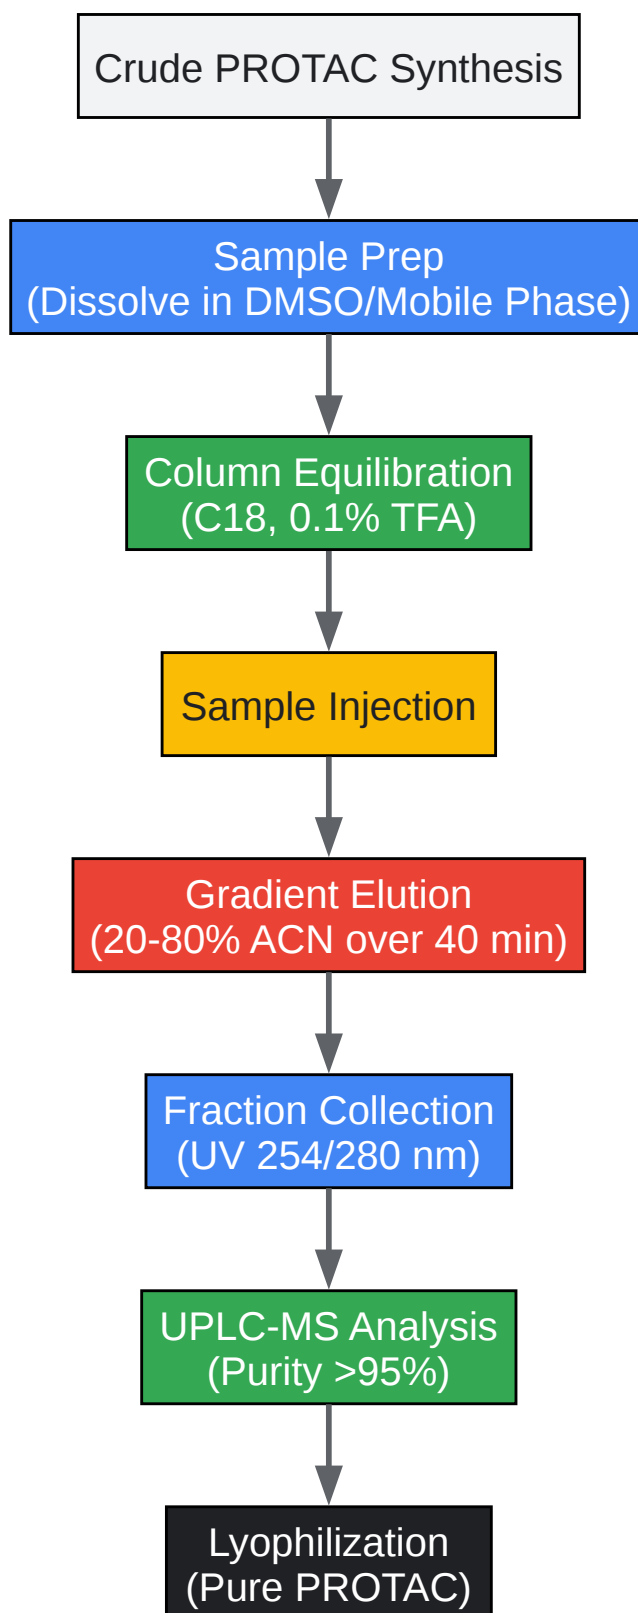 Crude PROTAC Synthesis
Sample Prep
(Dissolve in DMSO/Mobile Phase)
Column Equilibration
(C18, 0.1% TFA)
Sample Injection
Gradient Elution
(20-80% ACN over 40 min)
Fraction Collection
(UV 254/280 nm)
UPLC-MS Analysis
(Purity >95%)
Lyophilization
(Pure PROTAC)